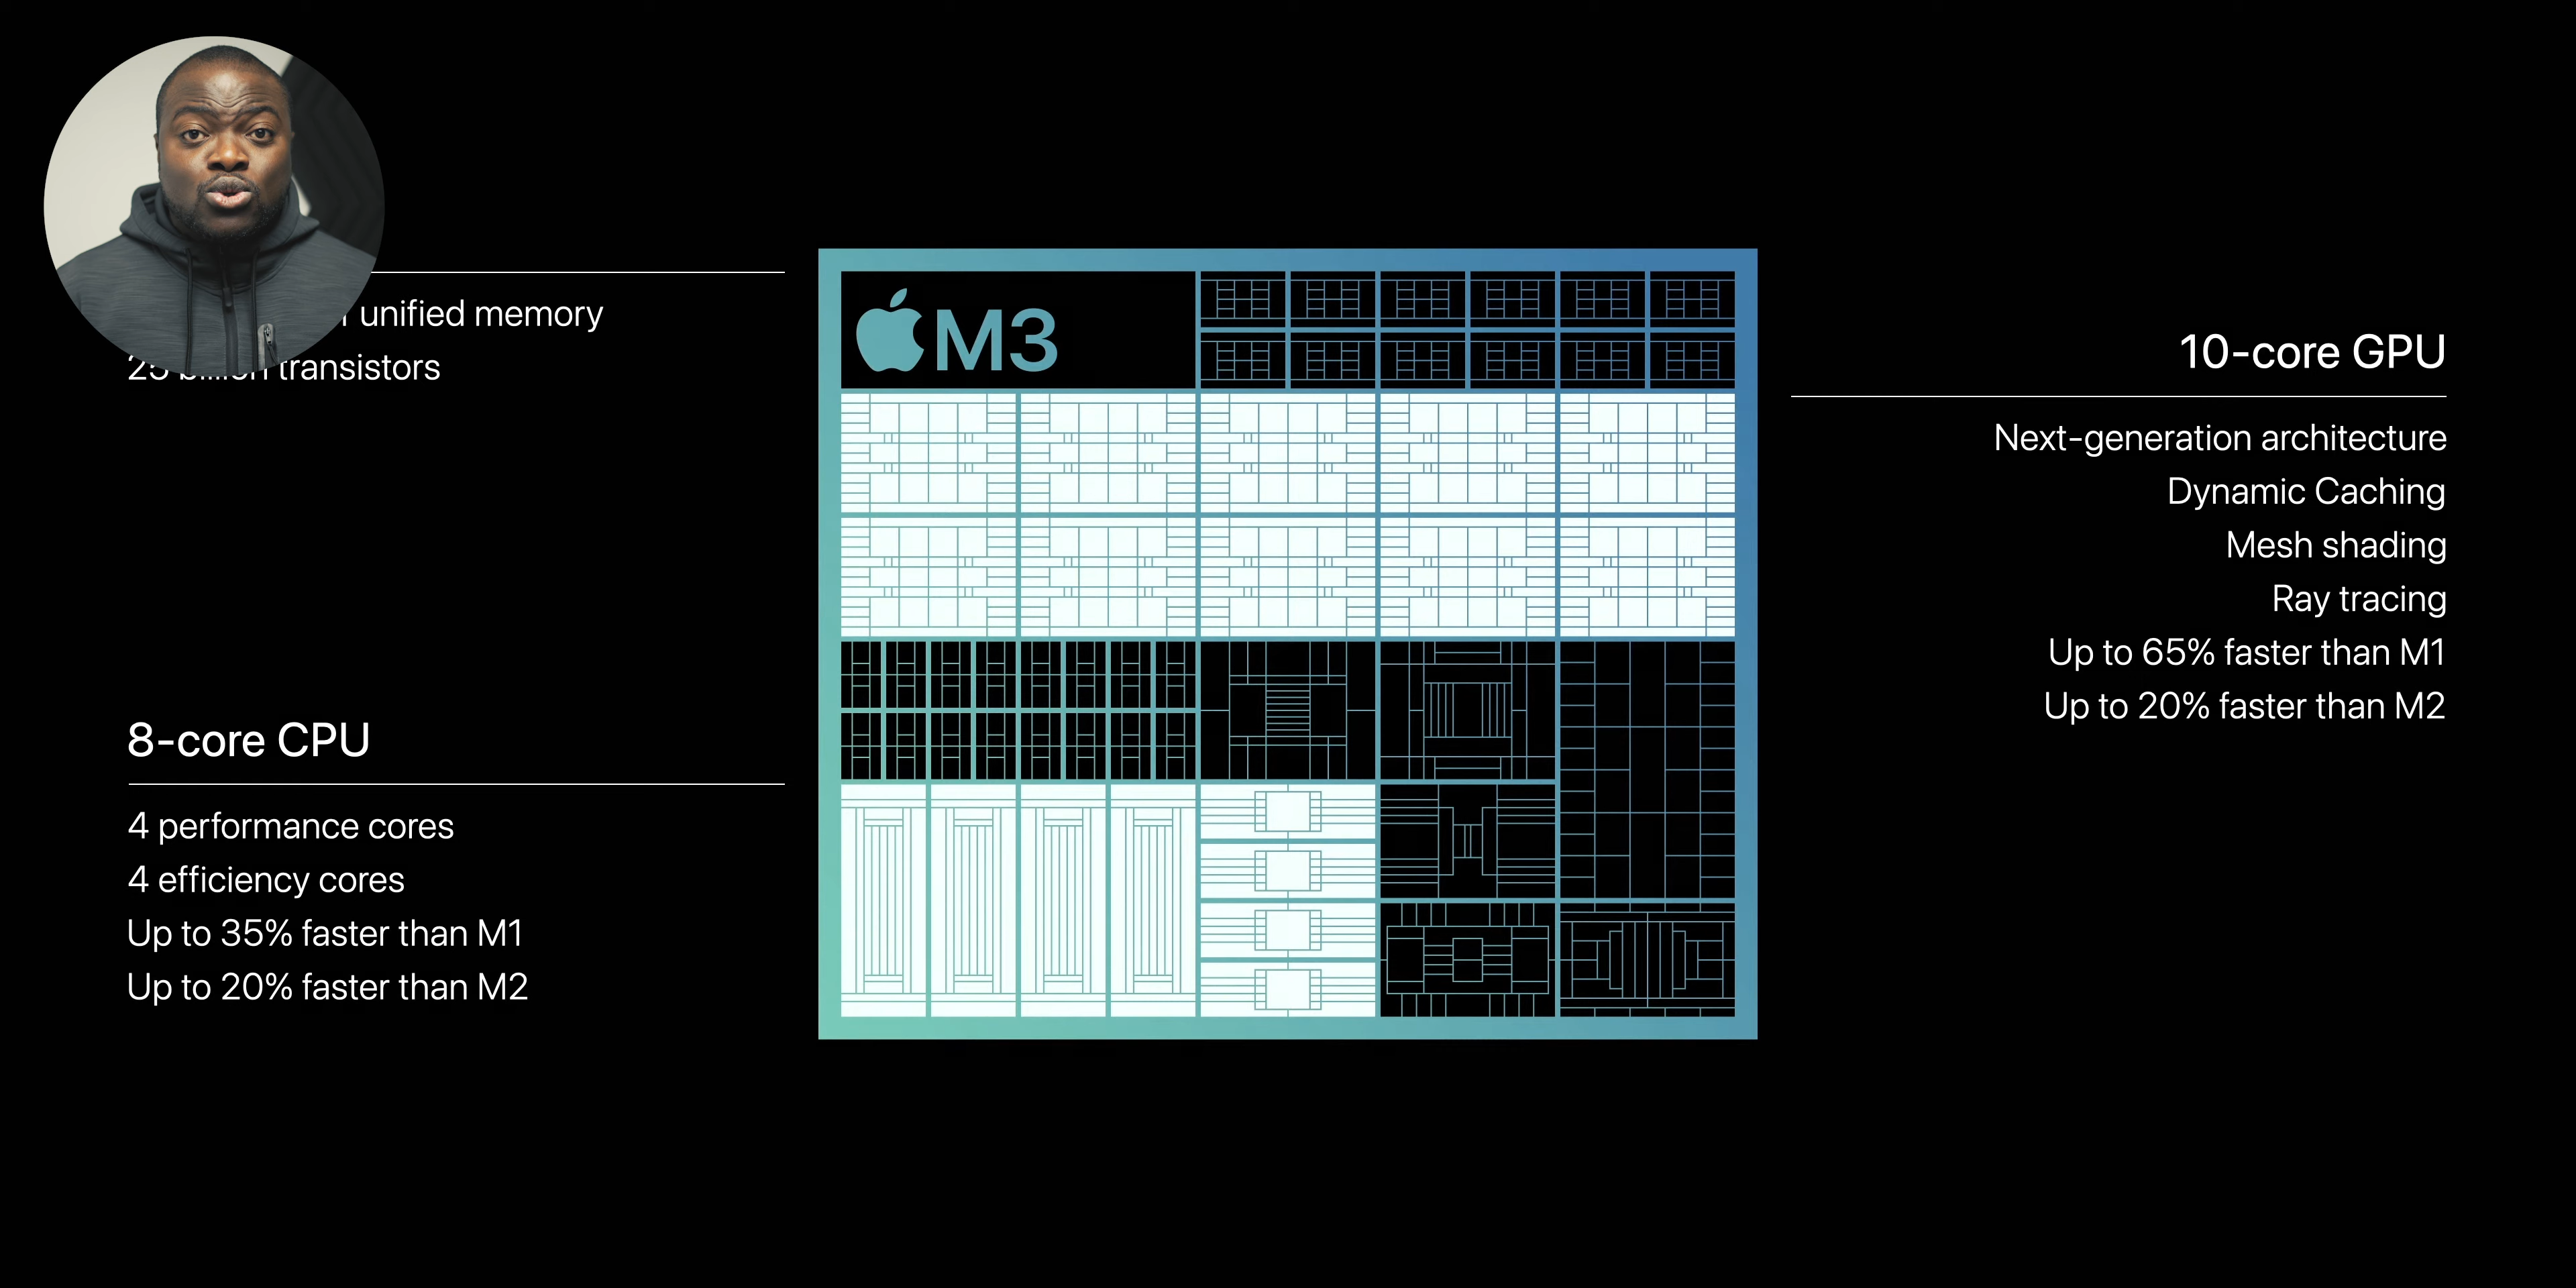 unified memory
25 billion transistors
8-core CPU
4 performance cores
4 efficiency cores
Up to 35% faster than M1
Up to 20% faster than M2
M3
10-core GPU
Next-generation architecture
Dynamic Caching
Mesh shading
Ray tracing
Up to 65% faster than M1
Up to 20% faster than M2